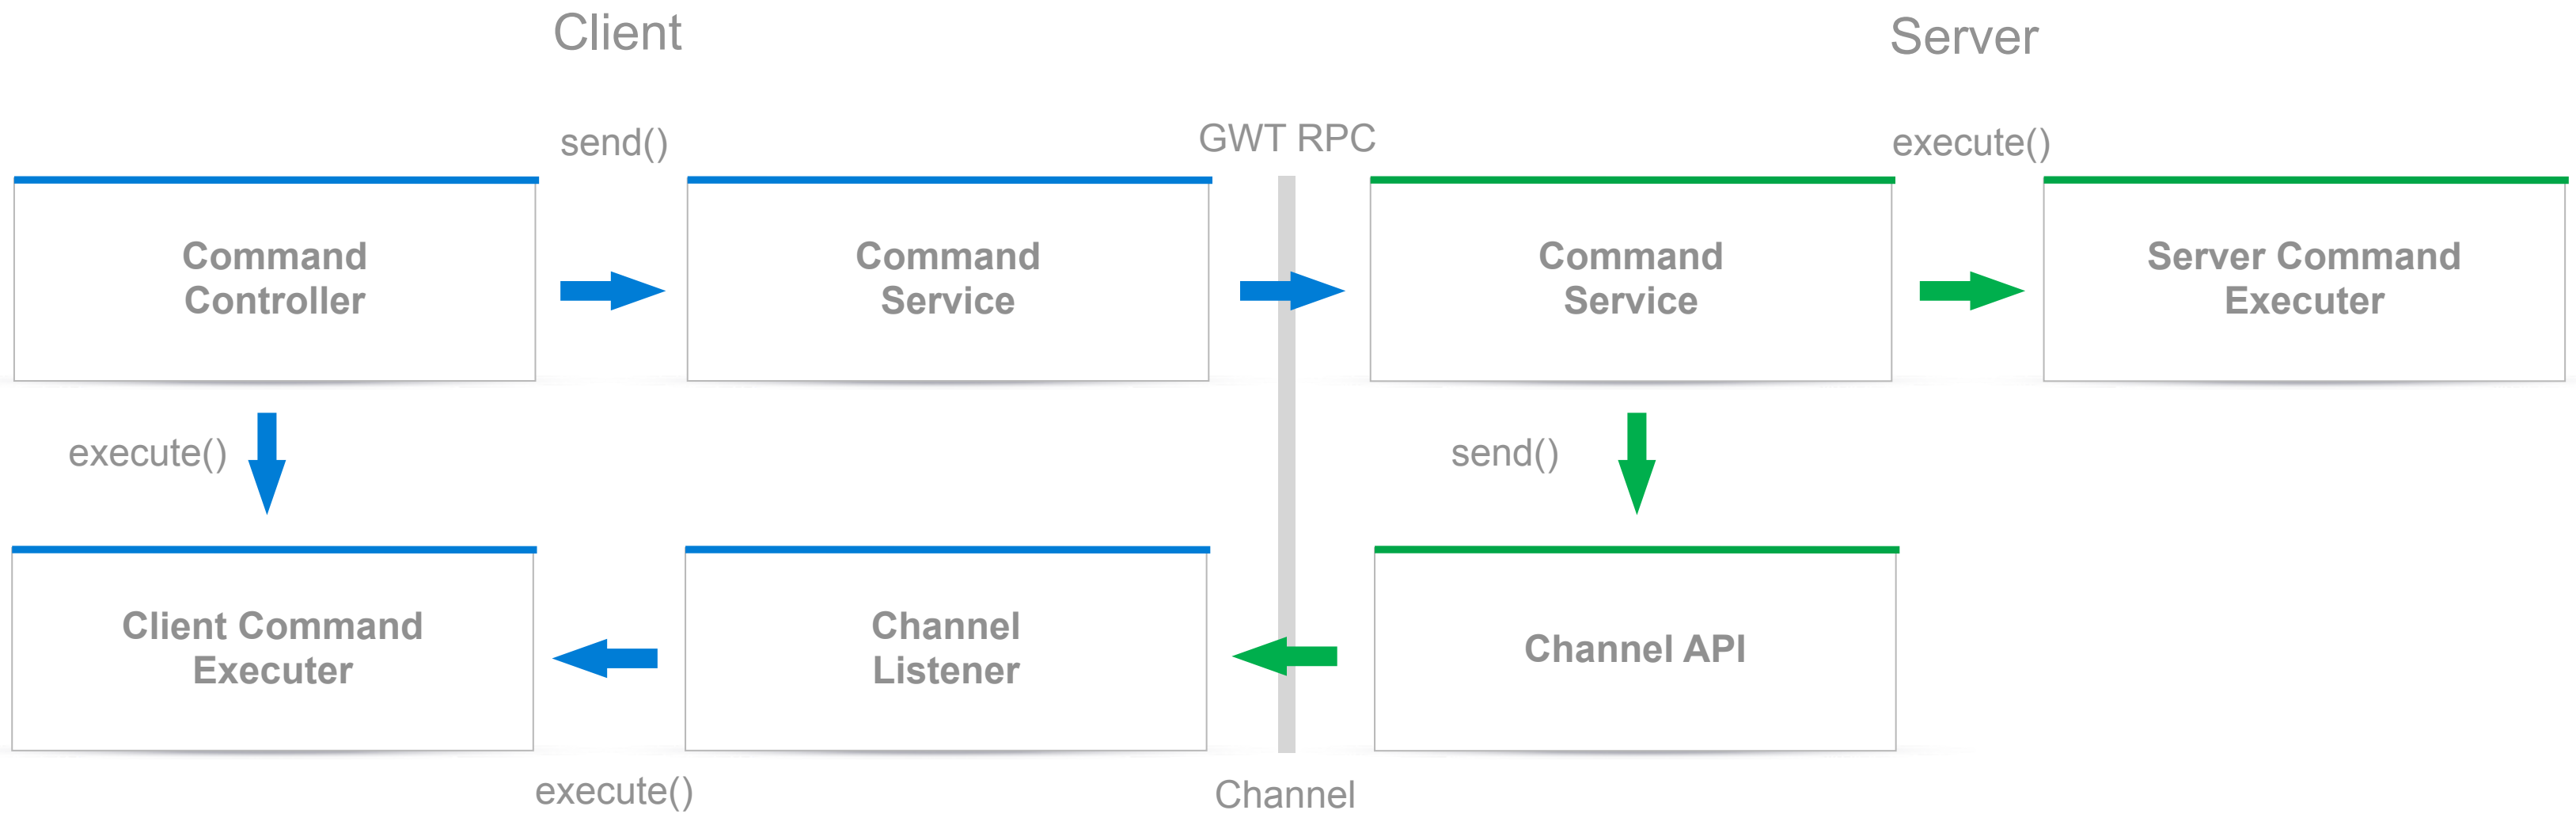 Client
Server
send()
GWT RPC
execute()
Command
Controller
Command
Service
Command
Service
Server Command
Executer
execute()
send()
Client Command
Executer
Channel
Listener
Channel API
execute()
Channel